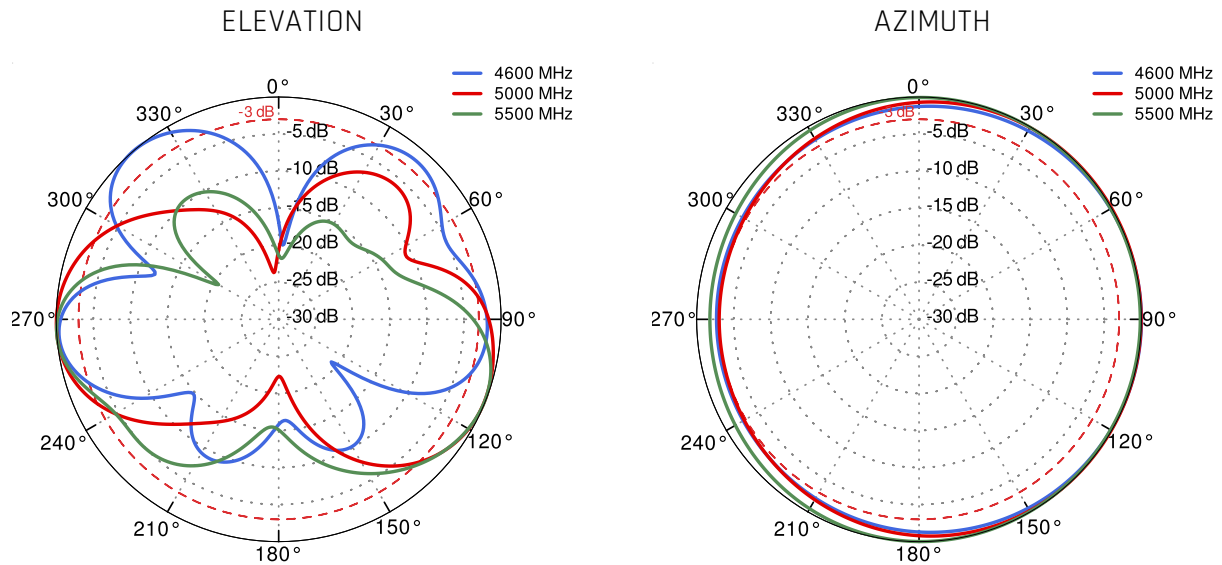 ELEVATION
4600 MHz
5000 MHz
5500 MHz
0°
30°
60°
90°
120°
150°
180°
210°
240°
270°
300°
330°
-3 dB
-5 dB
-10 dB
-15 dB
-20 dB
-25 dB
-30 dB
AZIMUTH
4600 MHz
5000 MHz
5500 MHz
0°
30°
60°
90°
120°
150°
180°
210°
240°
270°
300°
330°
-3 dB
-5 dB
-10 dB
-15 dB
-20 dB
-25 dB
-30 dB